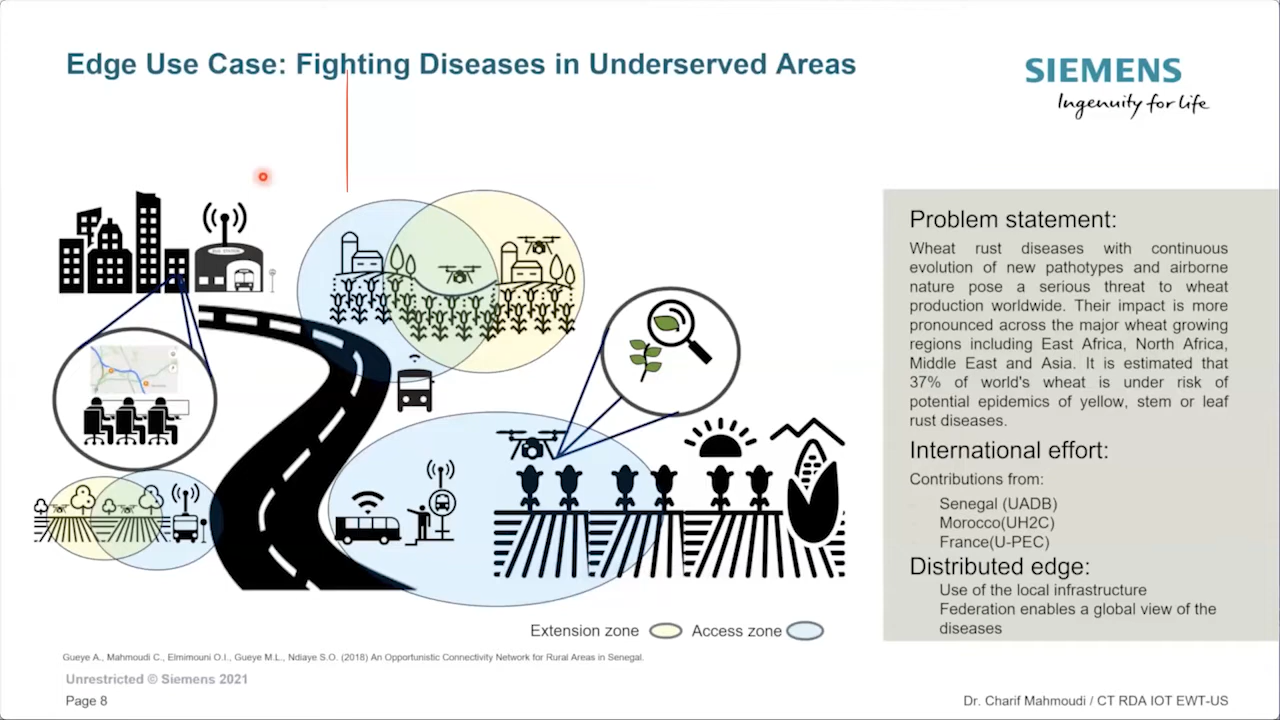 Edge Use Case: Fighting Diseases in Underserved Areas
SIEMENS
Ingenuity for life
Problem statement:
Wheat rust diseases with continuous
evolution of new pathotypes and airborne
nature pose a serious threat to wheat
production worldwide. Their impact is more
pronounced across the major wheat growing
regions including East Africa, North Africa,
Middle East and Asia. It is estimated that
37% of world's wheat is under risk of
potential epidemics of yellow, stem or leaf
rust diseases.
International effort:
Contributions from:
Senegal (UADB)
Morocco(UH2C)
France(U-PEC)
Distributed edge:
Use of the local infrastructure
Federation enables a global view of the
diseases
Extension zone
Access zone
Gueye A., Mahmoudi C., Elmimouni O.I., Gueye M.L., Ndiaye S.O. (2018) An Opportunistic Connectivity Network for Rural Areas in Senegal.
Unrestricted © Siemens 2021
Page 8
Dr. Charif Mahmoudi / CT RDA IOT EWT-US